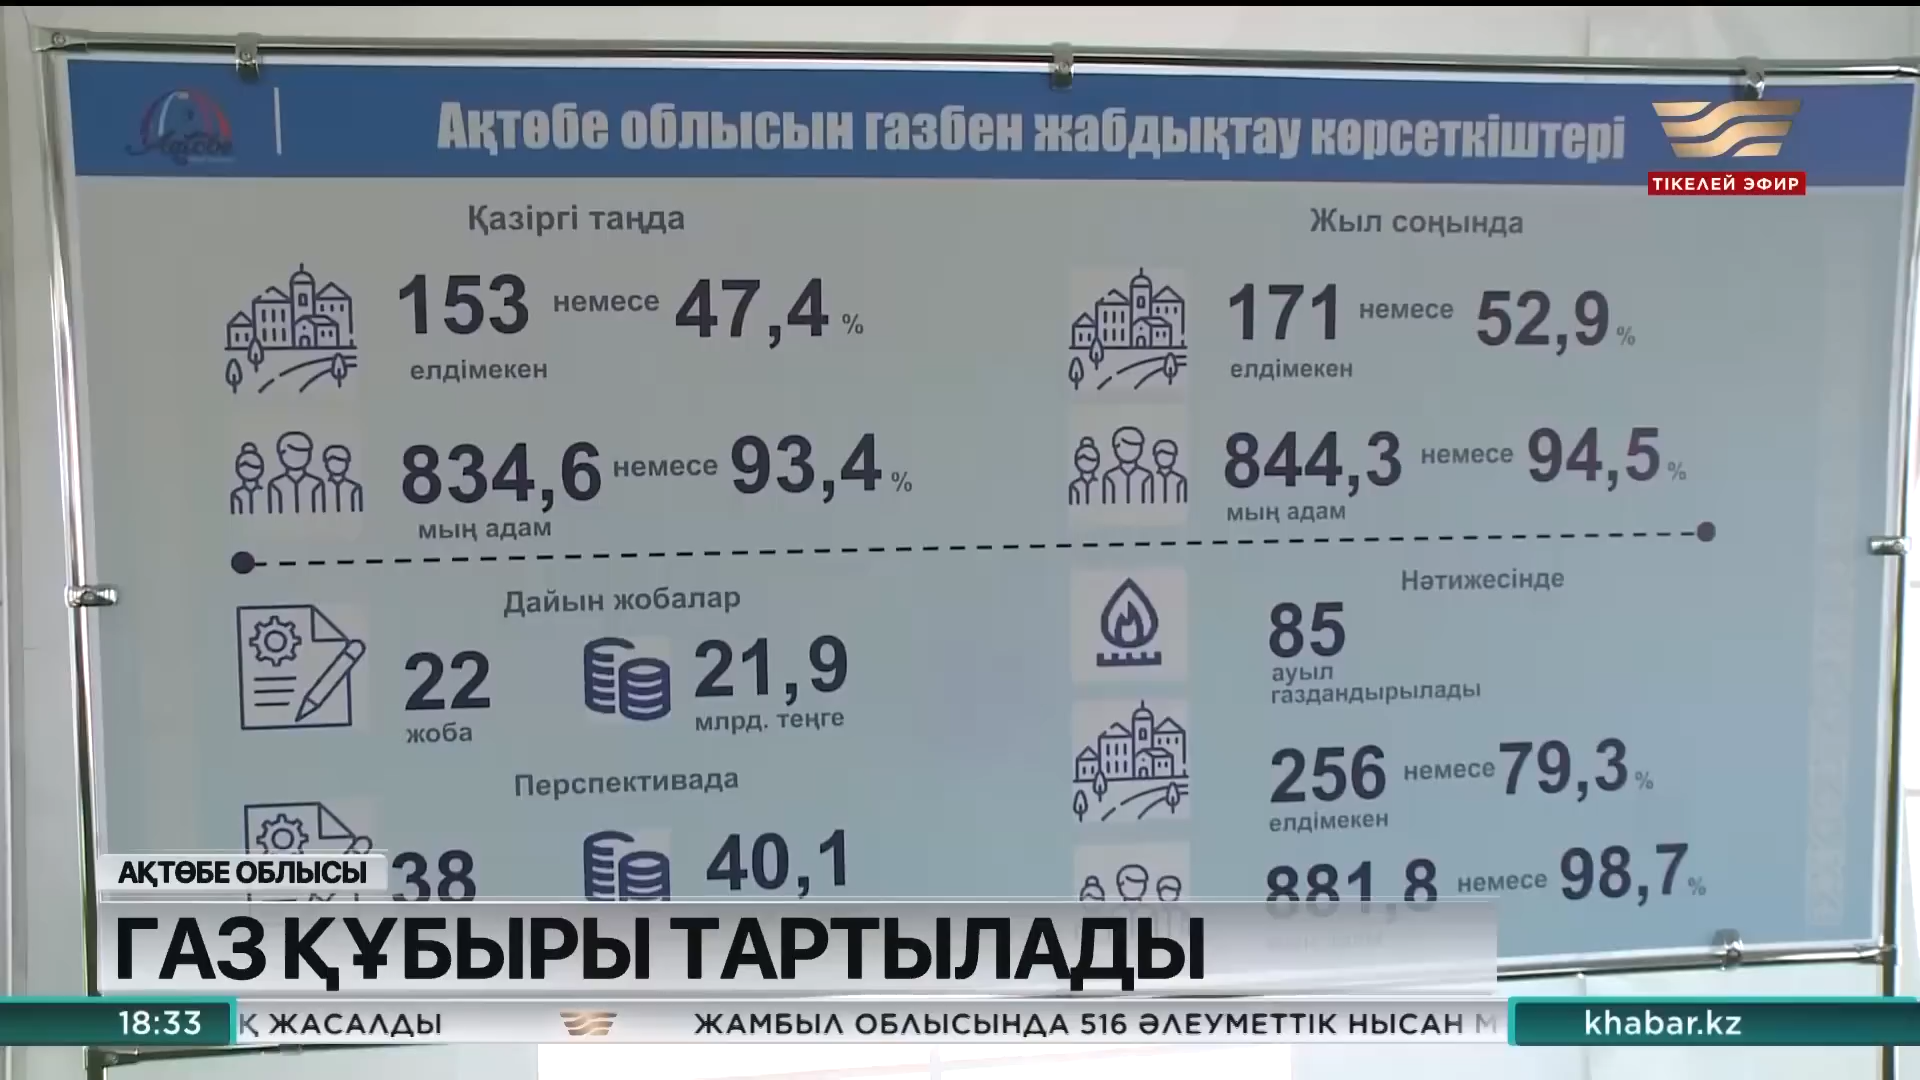 Ақтөбе
Ақтөбе облысын газбен жабдықтау көрсеткіштері
ТІКЕЛЕЙ ЭФИР
Қазіргі таңда
153 немесе 47,4 %
елдімекен
834,6 немесе 93,4 %
мың адам
Жыл соңында
171 немесе 52,9 %
елдімекен
844,3 немесе 94,5 %
мың адам
Дайын жобалар
22
жоба
21,9
млрд. теңге
Перспективада
38
40,1
Нәтижесінде
85
ауыл
газдандырылады
256 немесе 79,3 %
елдімекен
881,8 немесе 98,7 %
АҚТӨБЕ ОБЛЫСЫ
ГАЗ ҚҰБЫРЫ ТАРТЫЛАДЫ
18:33 Қ ЖАСАЛДЫ ЖАМБЫЛ ОБЛЫСЫНДА 516 ӘЛЕУМЕТТІК НЫСАН khabar.kz